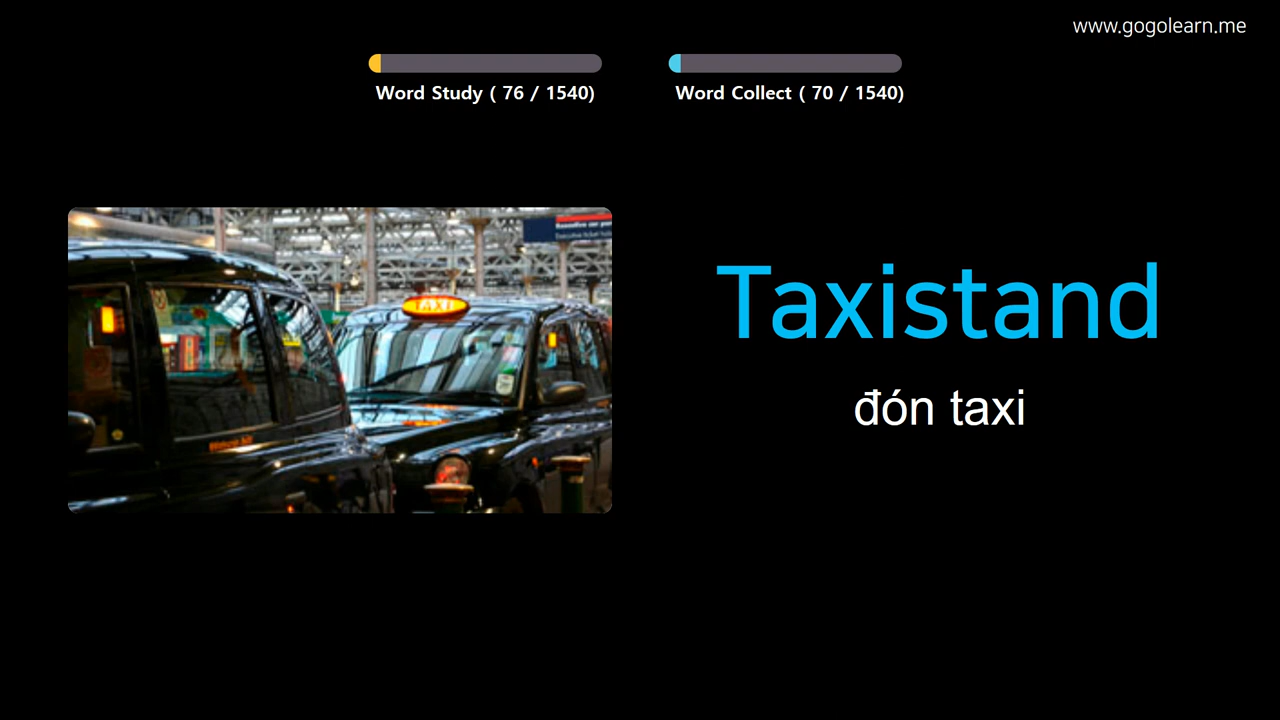 www.gogolearn.me
Word Study ( 76 / 1540)
Word Collect ( 70 / 1540)
TAXI
Taxistand
đón taxi